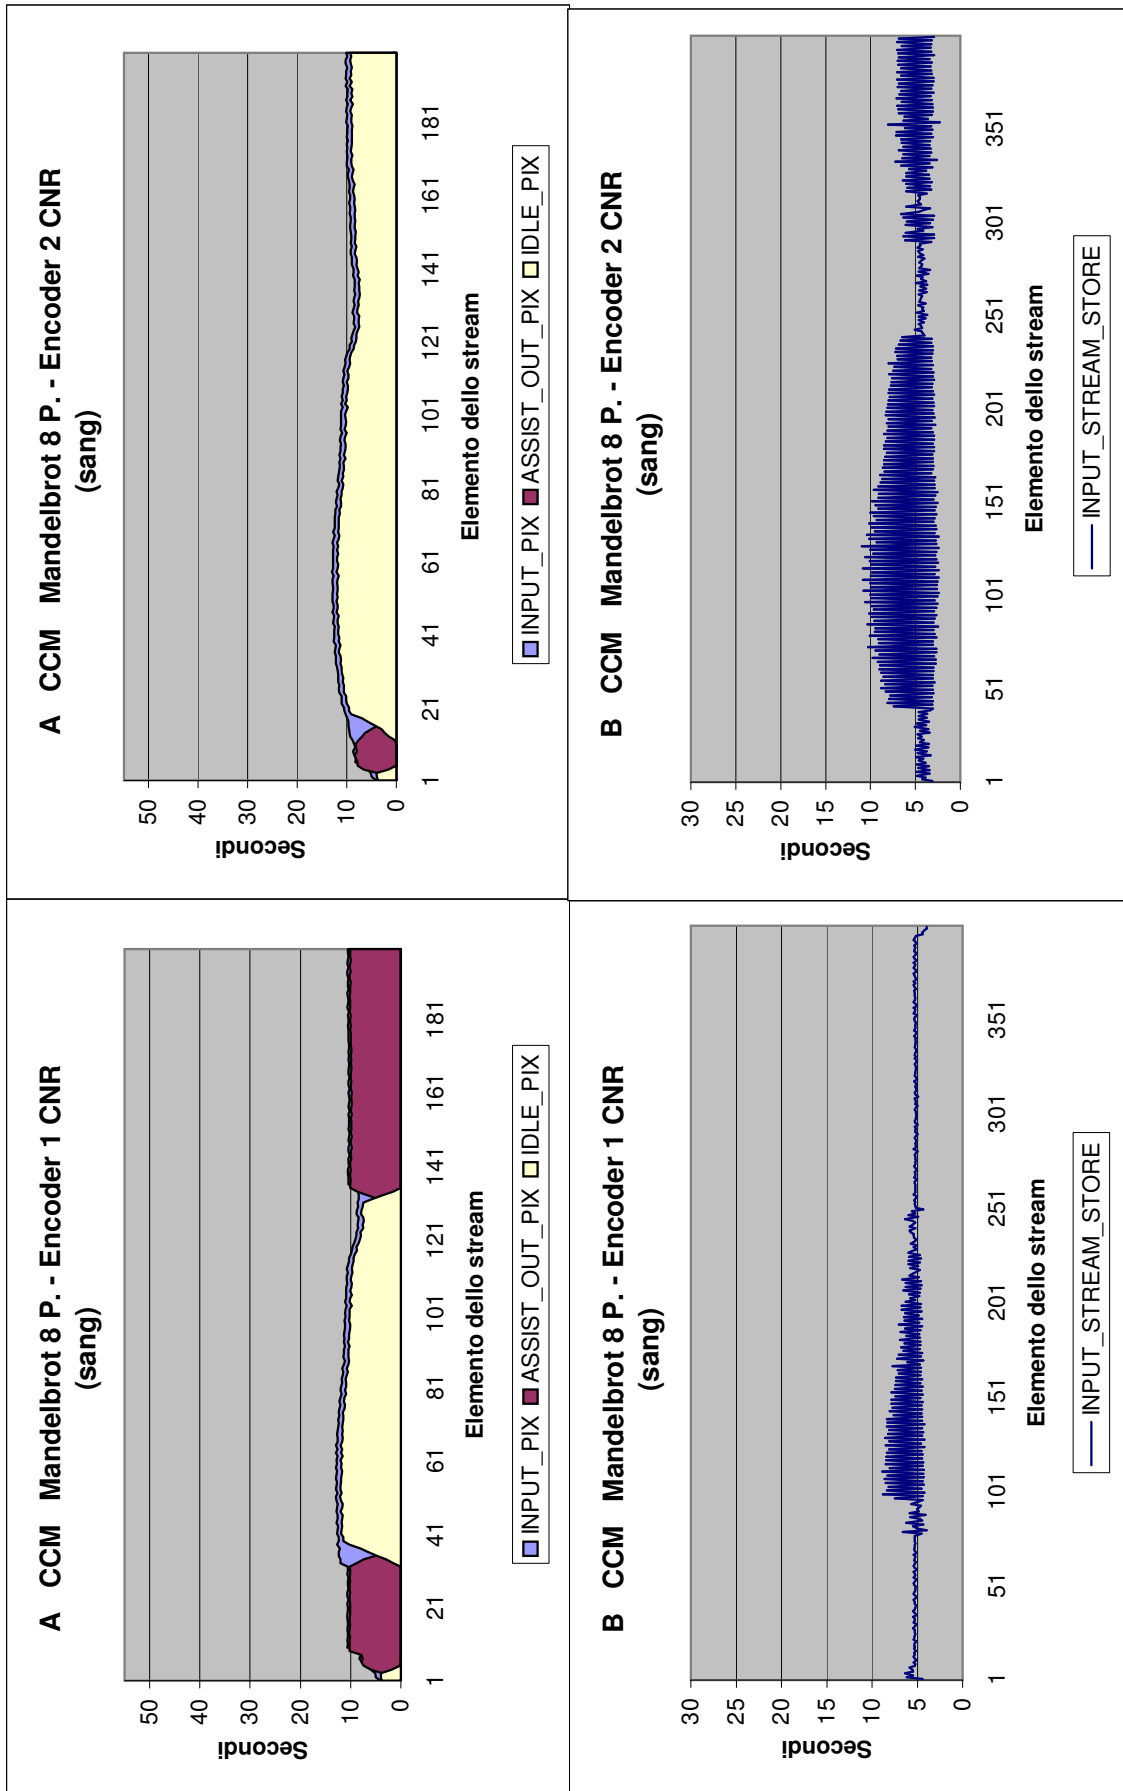 A CCM Mandelbrot 8 P. - Encoder 1 CNR
(sang)
Secondi
50
40
30
20
10
0
1 21 41 61 81 101 121 141 161 181
Elemento dello stream
INPUT_PIX ASSIST_OUT_PIX IDLE_PIX
A CCM Mandelbrot 8 P. - Encoder 2 CNR
(sang)
Secondi
50
40
30
20
10
0
1 21 41 61 81 101 121 141 161 181
Elemento dello stream
INPUT_PIX ASSIST_OUT_PIX IDLE_PIX
B CCM Mandelbrot 8 P. - Encoder 1 CNR
(sang)
Secondi
30
25
20
15
10
5
0
1 51 101 151 201 251 301 351
Elemento dello stream
INPUT_STREAM_STORE
B CCM Mandelbrot 8 P. - Encoder 2 CNR
(sang)
Secondi
30
25
20
15
10
5
0
1 51 101 151 201 251 301 351
Elemento dello stream
INPUT_STREAM_STORE